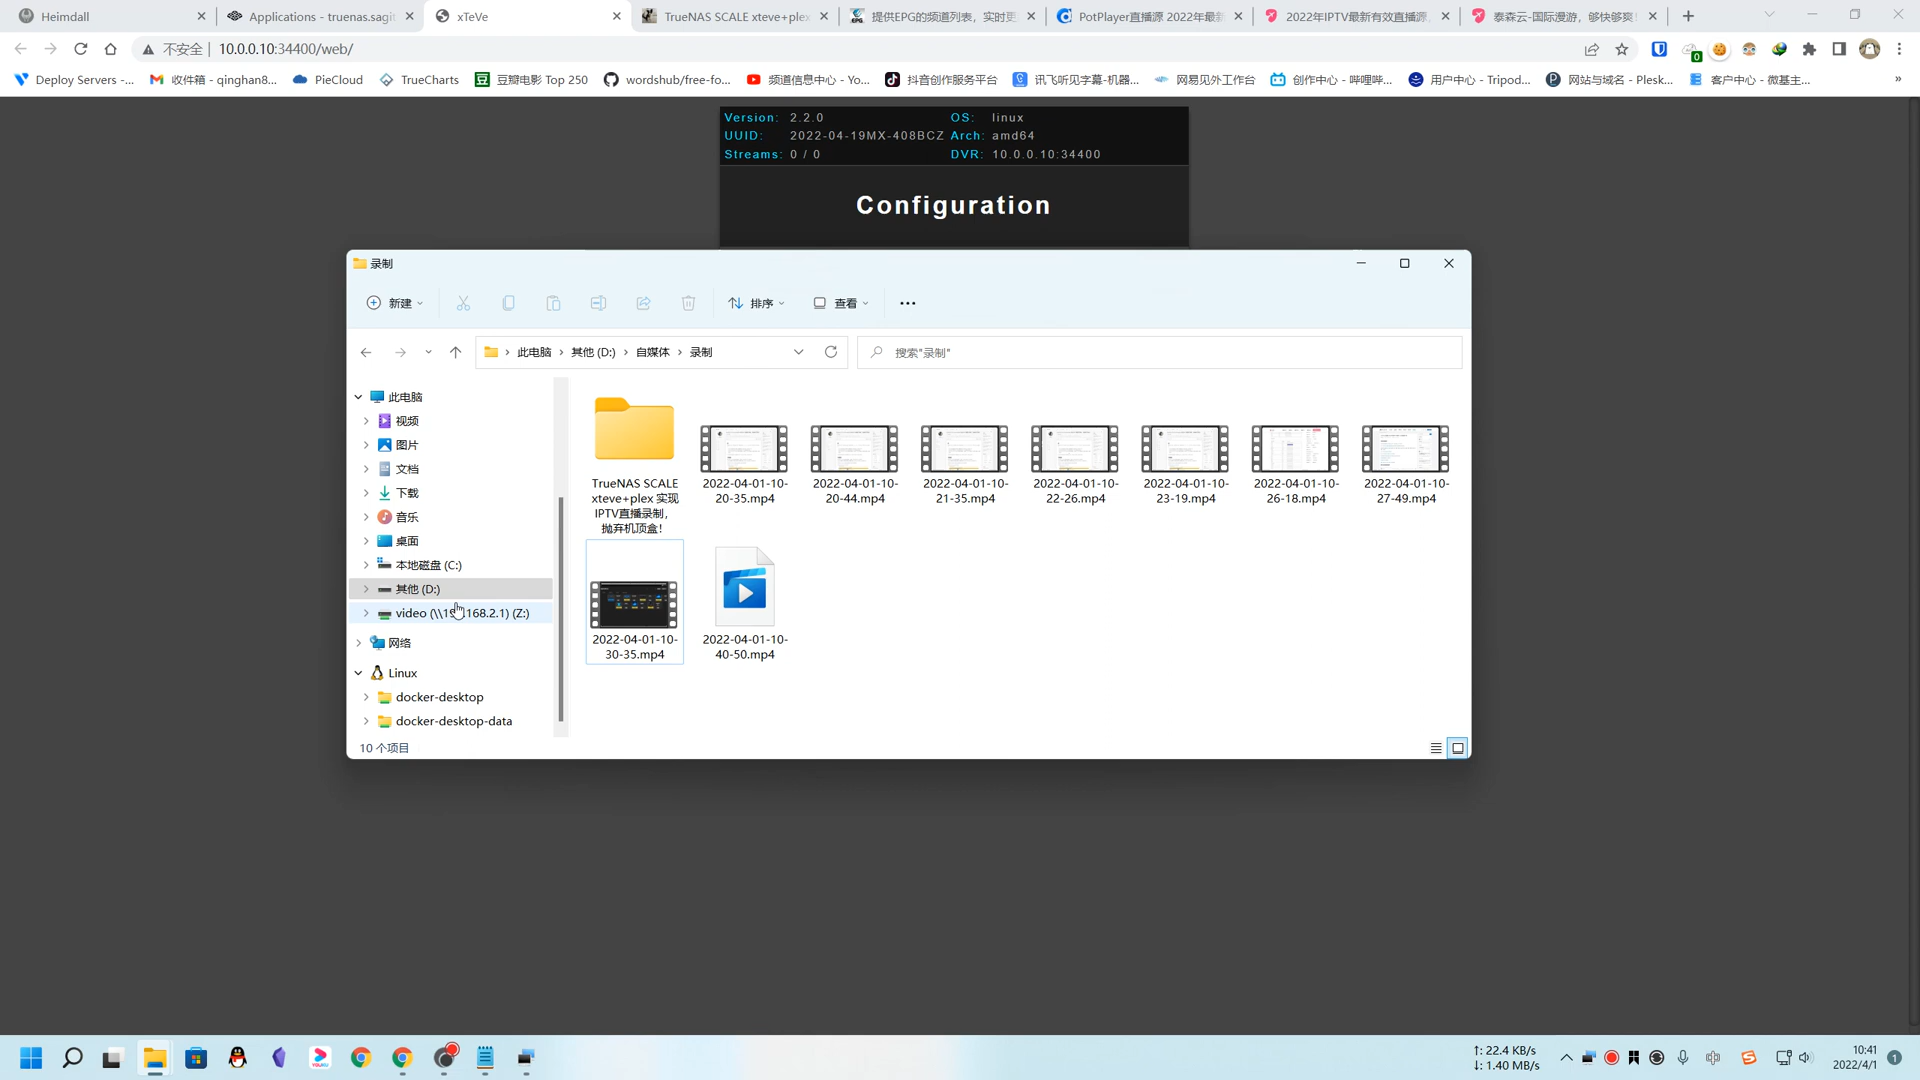 Heimdall
Applications - truenas.sagit
xTeVe
TrueNAS SCALE xteve+plex
提供EPG的频道列表，实时更
PotPlayer直播源 2022年最新
2022年IPTV最新有效直播源
泰森云-国际漫游，够快够爽
不安全
10.0.0.10:34400/web/
Deploy Servers -...
收件箱 - qinghan8...
PieCloud
TrueCharts
豆瓣电影 Top 250
wordshub/free-fo...
频道信息中心 - Yo...
抖音创作服务平台
讯飞听见字幕-机器...
网易见外工作台
创作中心 - 哔哩哔...
用户中心 - Tripod...
网站与域名 - Plesk...
客户中心 - 微基主...
Version: 2.2.0 OS: linux
UUID: 2022-04-19MX-408BCZ Arch: amd64
Streams: 0 / 0 DVR: 10.0.0.10:34400
Configuration
录制
新建 排序 查看
此电脑 > 其他 (D:) > 自媒体 > 录制
搜索"录制"
此电脑
视频
图片
文档
下载
音乐
桌面
本地磁盘 (C:)
其他 (D:)
video (\\19 .168.2.1) (Z:)
网络
Linux
docker-desktop
docker-desktop-data
TrueNAS SCALE
xteve+plex 实现
IPTV直播录制，
抛弃机顶盒！
2022-04-01-10-
20-35.mp4
2022-04-01-10-
20-44.mp4
2022-04-01-10-
21-35.mp4
2022-04-01-10-
22-26.mp4
2022-04-01-10-
23-19.mp4
2022-04-01-10-
26-18.mp4
2022-04-01-10-
27-49.mp4
2022-04-01-10-
30-35.mp4
2022-04-01-10-
40-50.mp4
10 个项目
↑: 22.4 KB/s
↓: 1.40 MB/s
10:41
2022/4/1
1